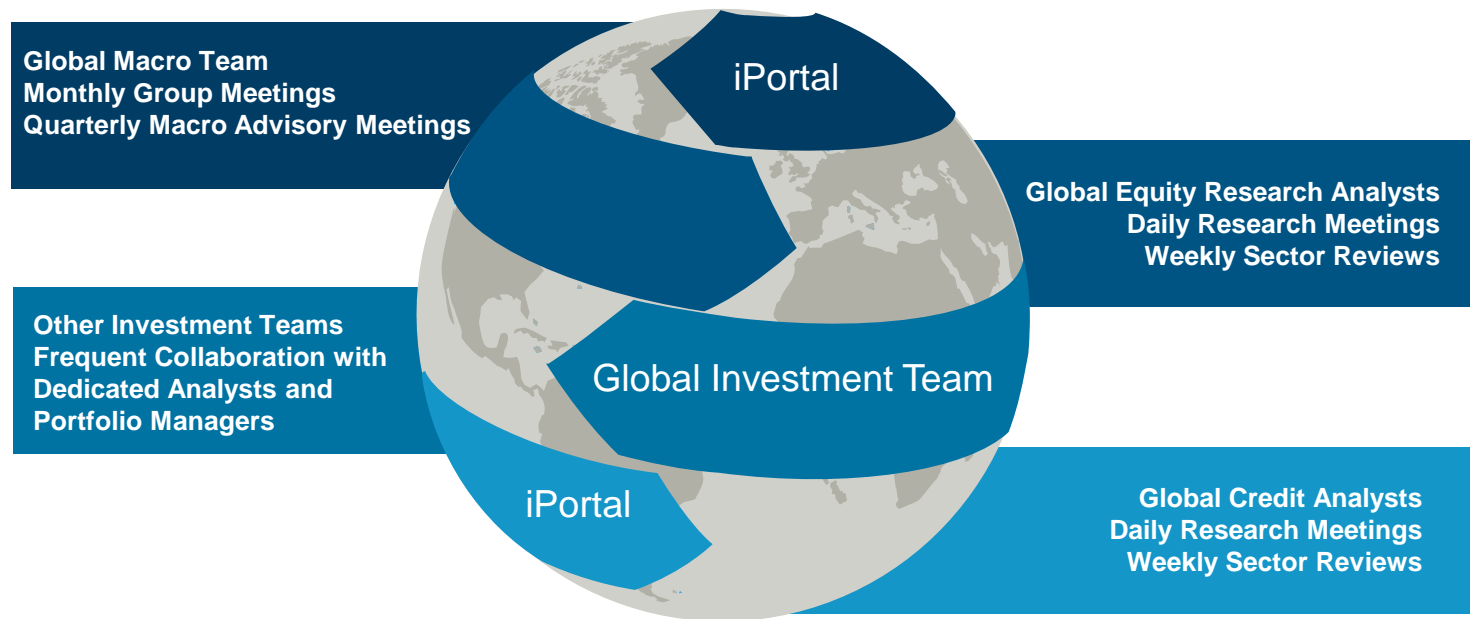 Global Macro Team
Monthly Group Meetings
Quarterly Macro Advisory Meetings
iPortal
Global Equity Research Analysts
Daily Research Meetings
Weekly Sector Reviews
Other Investment Teams
Frequent Collaboration with
Dedicated Analysts and
Portfolio Managers
Global Investment Team
iPortal
Global Credit Analysts
Daily Research Meetings
Weekly Sector Reviews